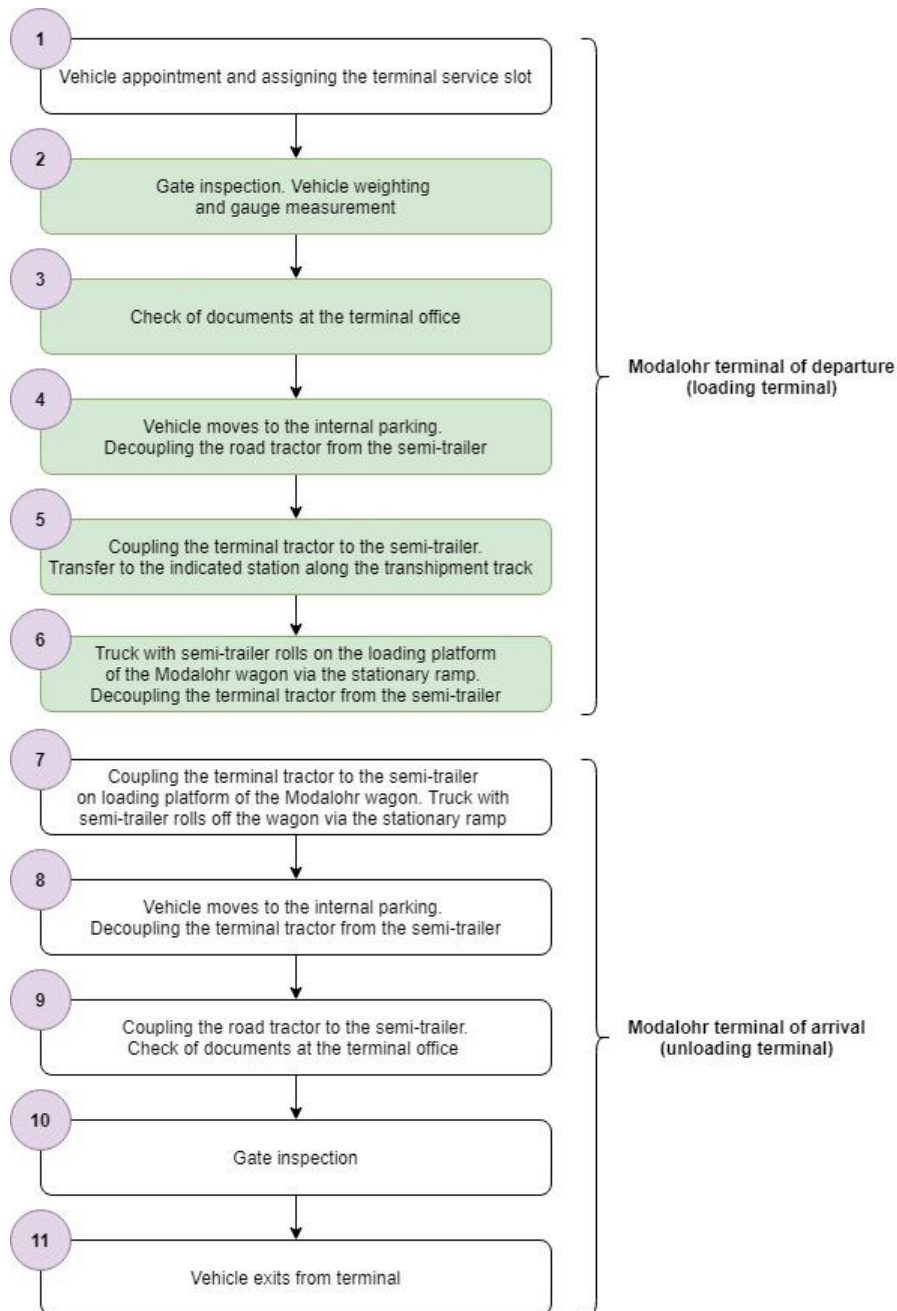 1
Vehicle appointment and assigning the terminal service slot
2
Gate inspection. Vehicle weighting
and gauge measurement
3
Check of documents at the terminal office
4
Vehicle moves to the internal parking.
Decoupling the road tractor from the semi-trailer
5
Coupling the terminal tractor to the semi-trailer.
Transfer to the indicated station along the transhipment track
6
Truck with semi-trailer rolls on the loading platform
of the Modalohr wagon via the stationary ramp.
Decoupling the terminal tractor from the semi-trailer
Modalohr terminal of departure
(loading terminal)
7
Coupling the terminal tractor to the semi-trailer
on loading platform of the Modalohr wagon. Truck with
semi-trailer rolls off the wagon via the stationary ramp
8
Vehicle moves to the internal parking.
Decoupling the terminal tractor from the semi-trailer
9
Coupling the road tractor to the semi-trailer.
Check of documents at the terminal office
10
Gate inspection
11
Vehicle exits from terminal
Modalohr terminal of arrival
(unloading terminal)